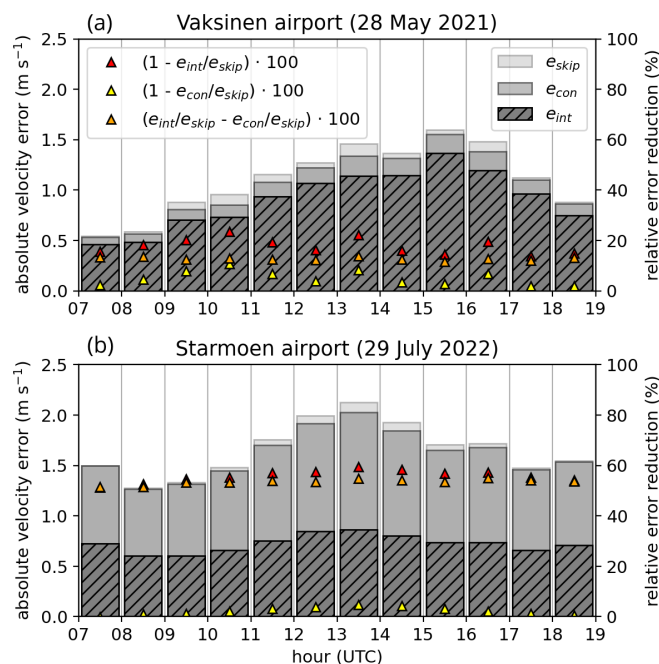 (a) Vaksinen airport (28 May 2021)
absolute velocity error (m s⁻¹)
2.5
2.0
1.5
1.0
0.5
0.0
(1 - e_int/e_skip) · 100
(1 - e_con/e_skip) · 100
(e_int/e_skip - e_con/e_skip) · 100
e_skip
e_con
e_int
100
80
60
40
20
0
relative error reduction (%)
07 08 09 10 11 12 13 14 15 16 17 18 19
(b) Starmoen airport (29 July 2022)
absolute velocity error (m s⁻¹)
2.5
2.0
1.5
1.0
0.5
0.0
100
80
60
40
20
0
relative error reduction (%)
07 08 09 10 11 12 13 14 15 16 17 18 19
hour (UTC)